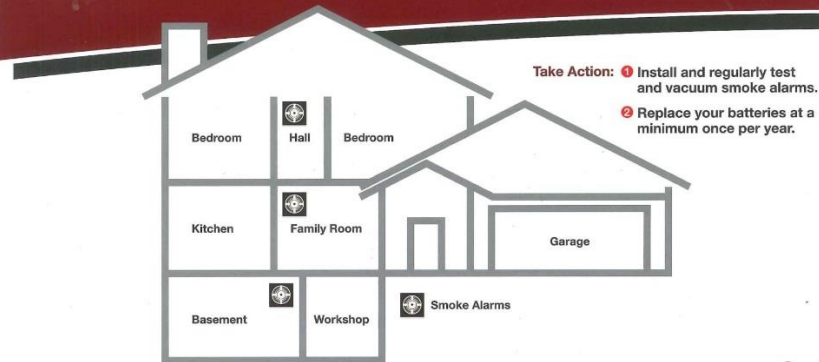 Take Action: 1 Install and regularly test
and vacuum smoke alarms.
2 Replace your batteries at a
minimum once per year.
Bedroom
Hall
Bedroom
Kitchen
Family Room
Garage
Basement
Workshop
Smoke Alarms